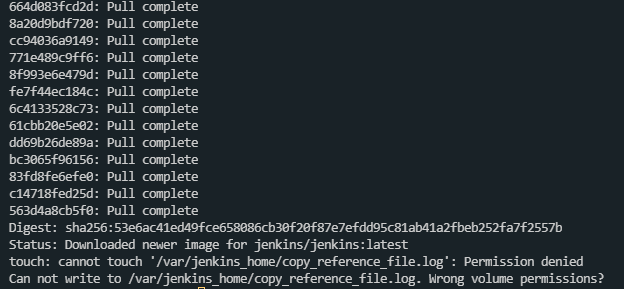 664d083fcd2d: Pull complete
8a20d9bdf720: Pull complete
cc94036a9149: Pull complete
771e489c9ff6: Pull complete
8f993e6e479d: Pull complete
fe7f44ec184c: Pull complete
6c4133528c73: Pull complete
61cbb20e5e02: Pull complete
dd69b26de89a: Pull complete
bc3065f96156: Pull complete
83fd8fe6efe0: Pull complete
c14718fed25d: Pull complete
563d4a8cb5f0: Pull complete
Digest: sha256:53e6ac41ed49fce658086cb30f20f87e7efdd95c81ab41a2fbeb252fa7f2557b
Status: Downloaded newer image for jenkins/jenkins:latest
touch: cannot touch '/var/jenkins_home/copy_reference_file.log': Permission denied
Can not write to /var/jenkins_home/copy_reference_file.log. Wrong volume permissions?